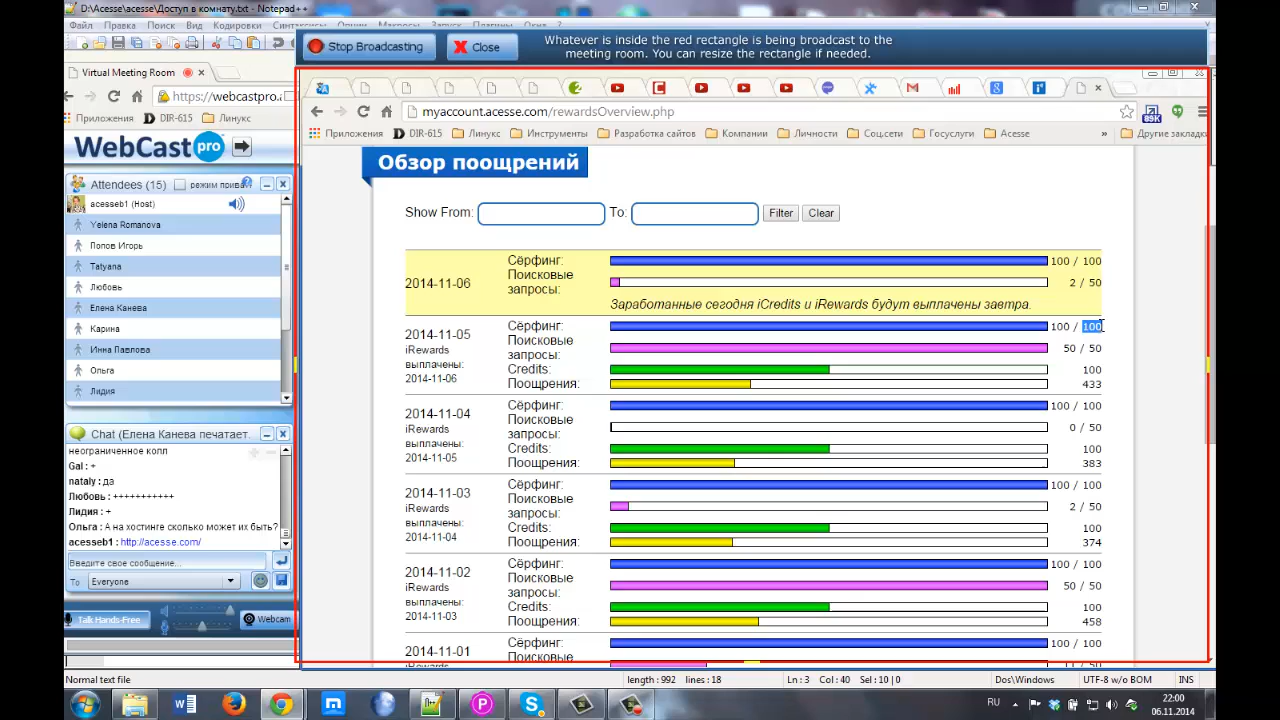 D:\Acesse\acesse\Доступ в комнату.txt - Notepad++
Файл Правка Поиск Вид Кодировки Синтаксисы Опции Макросы Запуск Плагины Окна ?
Stop Broadcasting
Close
Whatever is inside the red rectangle is being broadcast to the
meeting room. You can resize the rectangle if needed.
Virtual Meeting Room
https://webcastpro.
Приложения DIR-615 Линукс
WebCast pro
Attendees (15) режим прива
acesseb1 (Host)
Yelena Romanova
Попов Игорь
Tatyana
Любовь
Елена Канева
Карина
Инна Павлова
Ольга
Лидия
Chat (Елена Канева печатает.
неограниченное колл
Gal : +
nataly : да
Любовь : +++++++++++
Лидия : +
Ольга : А на хостинге сколько может их быть?
acesseb1 : http://acesse.com/
Введите свое сообщение...
To Everyone
Talk Hands-Free
Webcam
myaccount.acesse.com/rewardsOverview.php
89K
Приложения DIR-615 Линукс Инструменты Разработка сайтов Компании Личности Соц.сети Госуслуги Acesse » Другие закладки
Обзор поощрений
Show From: To: Filter Clear
2014-11-06
Сёрфинг: 100 / 100
Поисковые запросы: 2 / 50
Заработанные сегодня iCredits и iRewards будут выплачены завтра.
2014-11-05
iRewards
выплачены:
2014-11-06
Сёрфинг: 100 / 100
Поисковые запросы: 50 / 50
Credits: 100
Поощрения: 433
2014-11-04
iRewards
выплачены:
2014-11-05
Сёрфинг: 100 / 100
Поисковые запросы: 0 / 50
Credits: 100
Поощрения: 383
2014-11-03
iRewards
выплачены:
2014-11-04
Сёрфинг: 100 / 100
Поисковые запросы: 2 / 50
Credits: 100
Поощрения: 374
2014-11-02
iRewards
выплачены:
2014-11-03
Сёрфинг: 100 / 100
Поисковые запросы: 50 / 50
Credits: 100
Поощрения: 458
2014-11-01
iRewards
Сёрфинг: 100 / 100
Поисковые
Normal text file length : 992 lines : 18 Ln : 3 Col : 40 Sel : 10 | 0 Dos\Windows UTF-8 w/o BOM INS
RU
22:00
06.11.2014